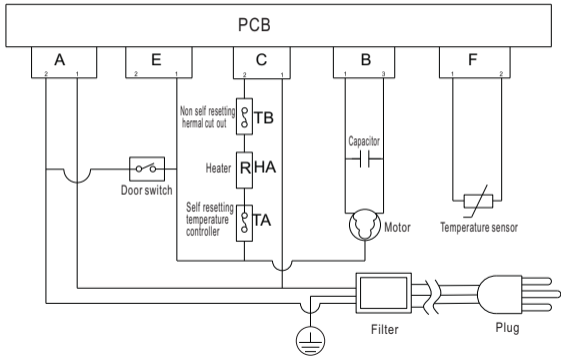 PCB
A E C B F
2 1 2 1 2 1 1 3 1 2
Non self resetting
hermal cut out
TB
Capacitor
Door switch
Heater
R
HA
Self resetting
temperature
controller
TA
Motor
Temperature sensor
Filter
Plug